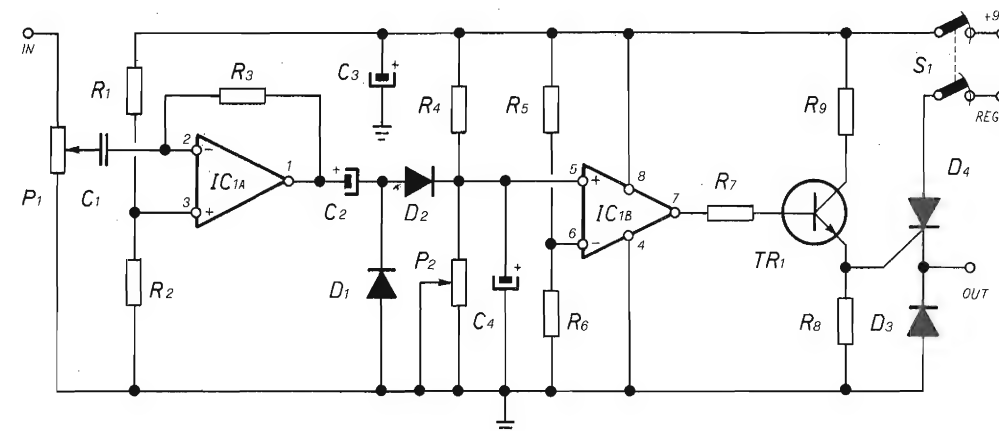 IN
P1
C1
R1
R2
R3
2
-
3
+
IC1A
1
C3
+
+
C2
D2
D1
R4
P2
+
C4
R5
R6
5
+
6
-
IC1B
8
4
7
R7
TR1
R9
R8
D3
D4
S1
+9
REG
OUT